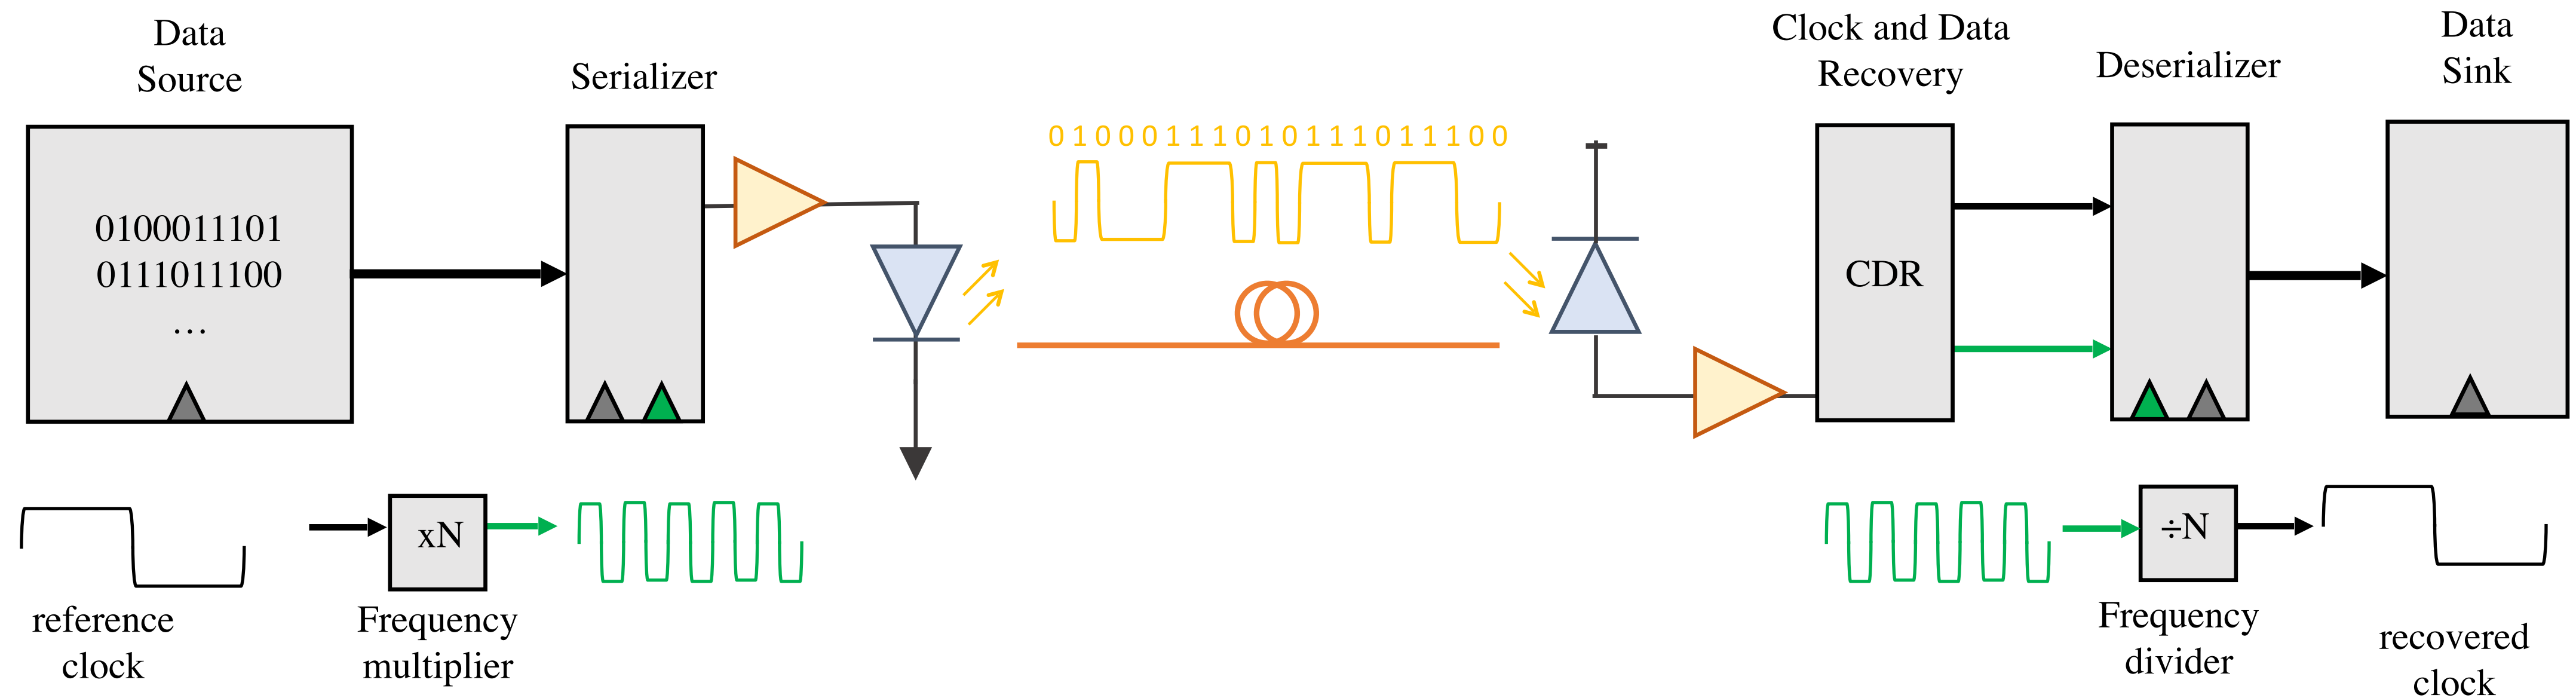 Data
Source
Serializer
Clock and Data
Recovery
Deserializer
Data
Sink
0100011101
0111011100
...
0 1 0 0 0 1 1 1 0 1 0 1 1 1 0 1 1 1 0 0
CDR
xN
÷N
reference
clock
Frequency
multiplier
Frequency
divider
recovered
clock